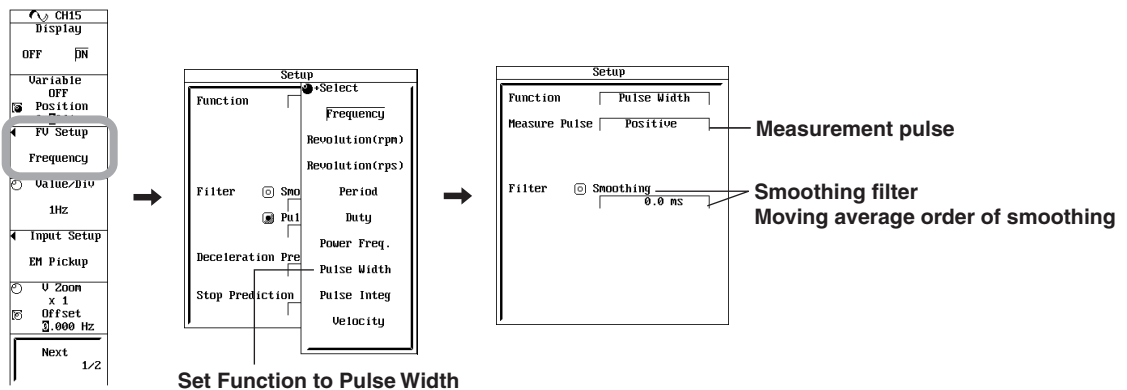 CH15
Display
OFF ON
Variable
OFF
Position
FV Setup
Frequency
Value/Div
1Hz
Input Setup
EM Pickup
V Zoom
x 1
Offset
0.000 Hz
Next
1/2
Setup
Function
Filter Smo
Pul
Deceleration Pre
Stop Prediction
Select
Frequency
Revolution(rpm)
Revolution(rps)
Period
Duty
Power Freq.
Pulse Width
Pulse Integ
Velocity
Set Function to Pulse Width
Setup
Function Pulse Width
Measure Pulse Positive
Filter Smoothing
0.0 ms
Measurement pulse
Smoothing filter
Moving average order of smoothing